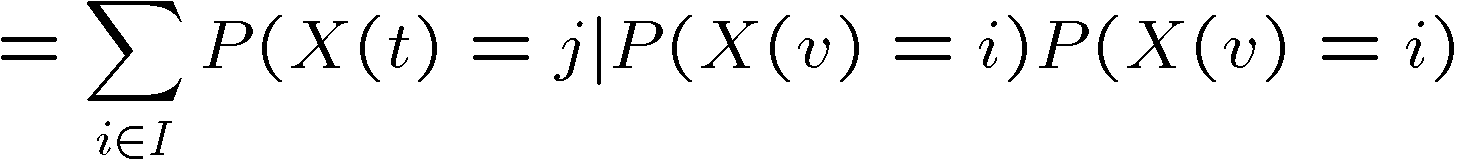 = \sum_{i \in I} P(X(t) = j|P(X(v) = i)P(X(v) = i)